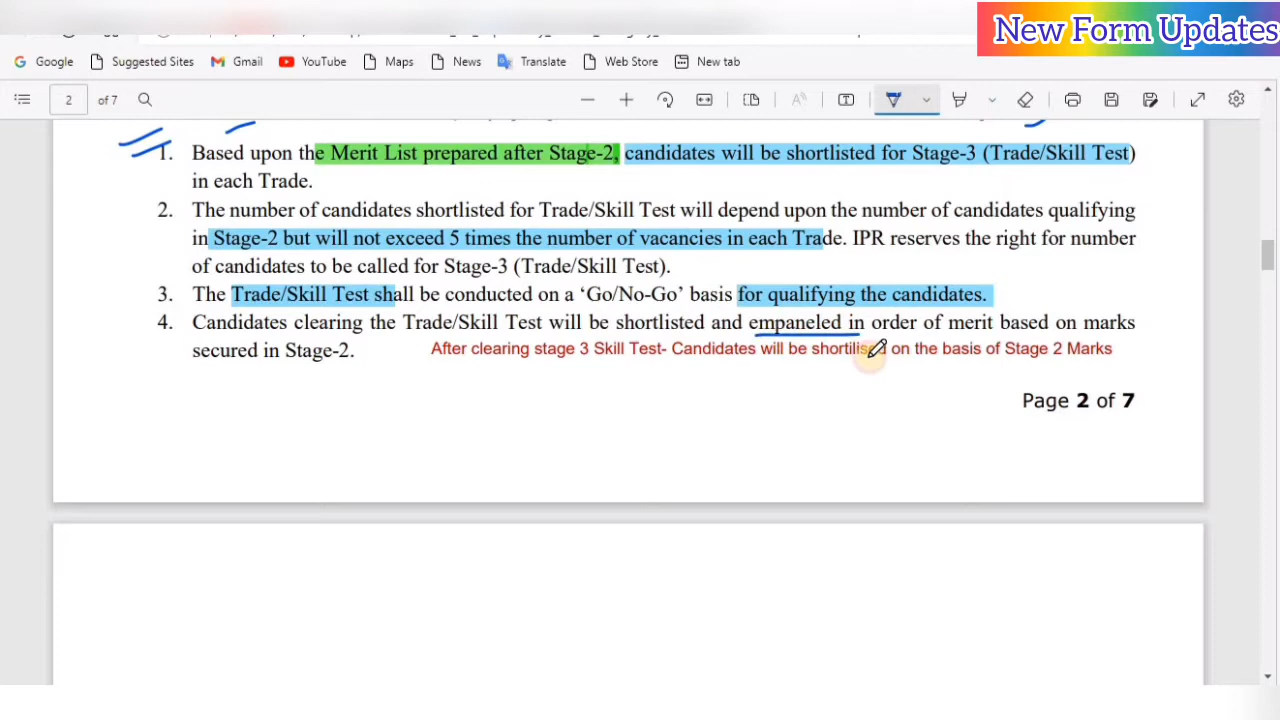 New Form Updates
Google Suggested Sites Gmail YouTube Maps News Translate Web Store New tab
2 of 7
1. Based upon the Merit List prepared after Stage-2, candidates will be shortlisted for Stage-3 (Trade/Skill Test)
in each Trade.
2. The number of candidates shortlisted for Trade/Skill Test will depend upon the number of candidates qualifying
in Stage-2 but will not exceed 5 times the number of vacancies in each Trade. IPR reserves the right for number
of candidates to be called for Stage-3 (Trade/Skill Test).
3. The Trade/Skill Test shall be conducted on a ‘Go/No-Go’ basis for qualifying the candidates.
4. Candidates clearing the Trade/Skill Test will be shortlisted and empaneled in order of merit based on marks
secured in Stage-2.
After clearing stage 3 Skill Test- Candidates will be shortilised on the basis of Stage 2 Marks
Page 2 of 7